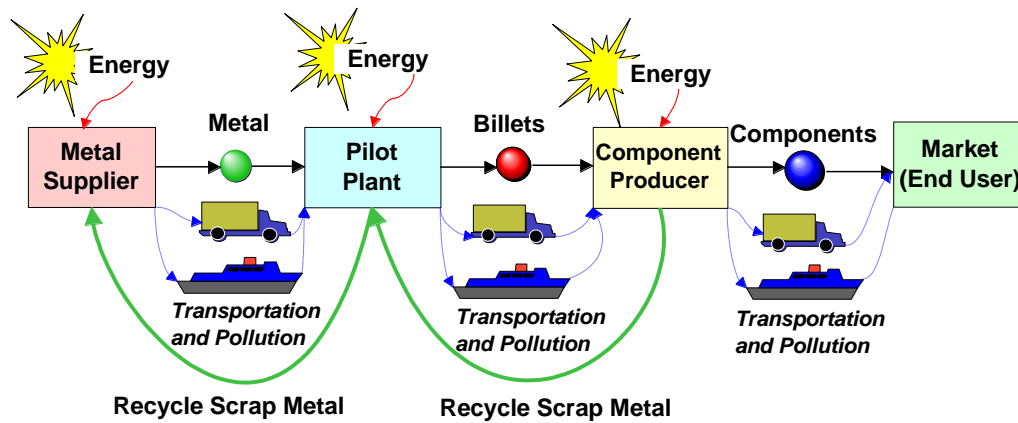 Energy
Energy
Energy
Metal
Billets
Components
Metal
Supplier
Pilot
Plant
Component
Producer
Market
(End User)
Transportation
and Pollution
Transportation
and Pollution
Transportation
and Pollution
Recycle Scrap Metal
Recycle Scrap Metal